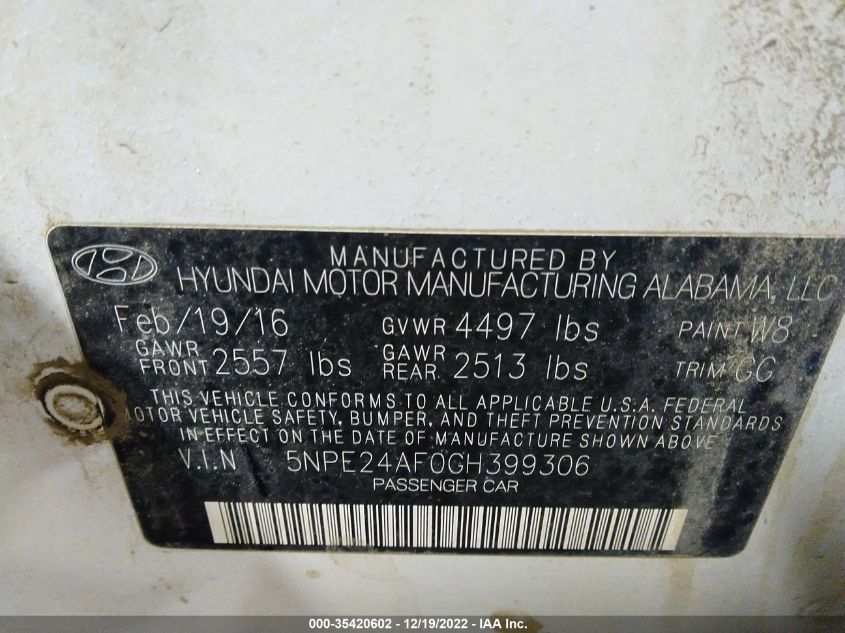 MANUFACTURED BY
HYUNDAI MOTOR MANUFACTURING ALABAMA, LLC
Feb/19/16 GVWR 4497 lbs PAINT W8
GAWR FRONT 2557 lbs GAWR REAR 2513 lbs TRIM GC
THIS VEHICLE CONFORMS TO ALL APPLICABLE U.S.A. FEDERAL
MOTOR VEHICLE SAFETY, BUMPER, AND THEFT PREVENTION STANDARDS
IN EFFECT ON THE DATE OF MANUFACTURE SHOWN ABOVE
V.I.N 5NPE24AF0GH399306
PASSENGER CAR
000-35420602 - 12/19/2022 - IAA Inc.